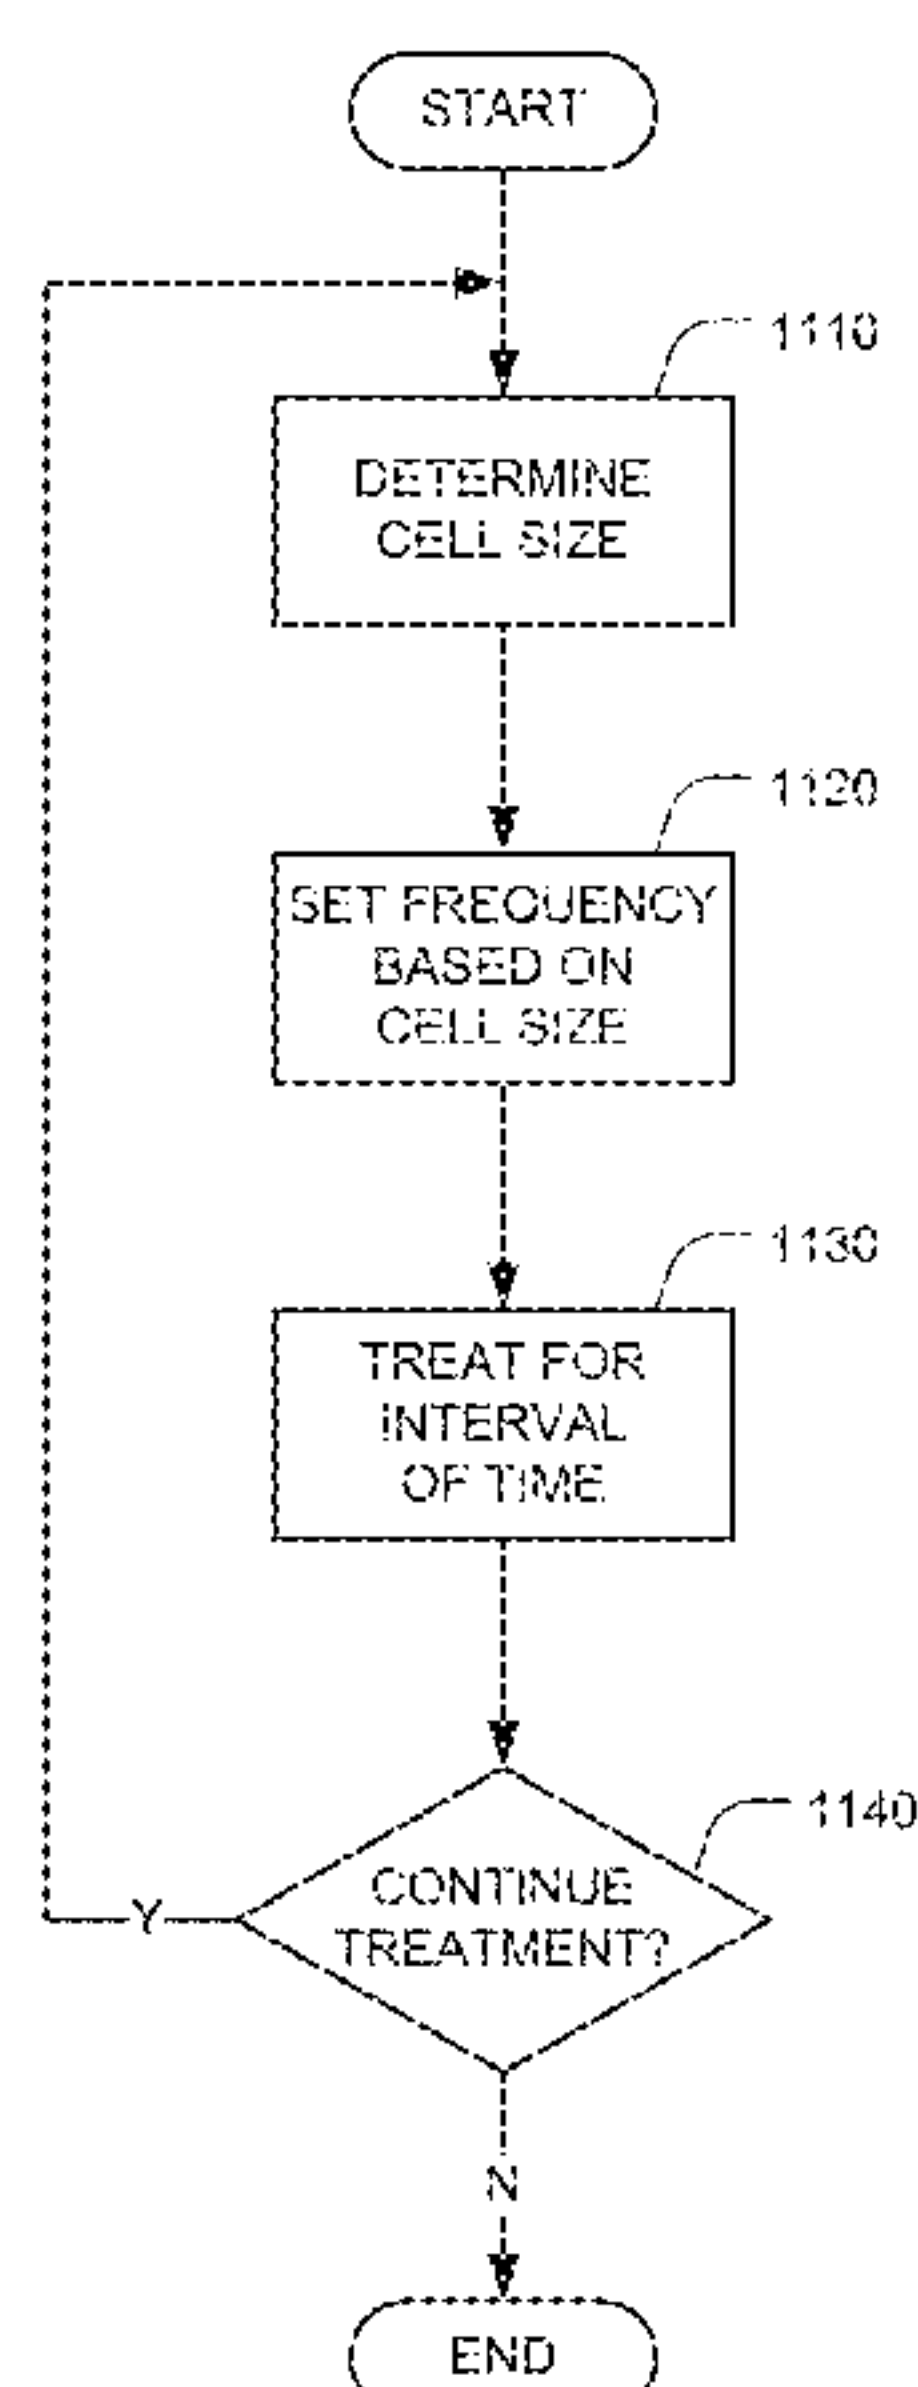 START
1110
DETERMINE
CELL SIZE
1120
SET FREQUENCY
BASED ON
CELL SIZE
1130
TREAT FOR
INTERVAL
OF TIME
1140
CONTINUE
TREATMENT?
Y
N
END